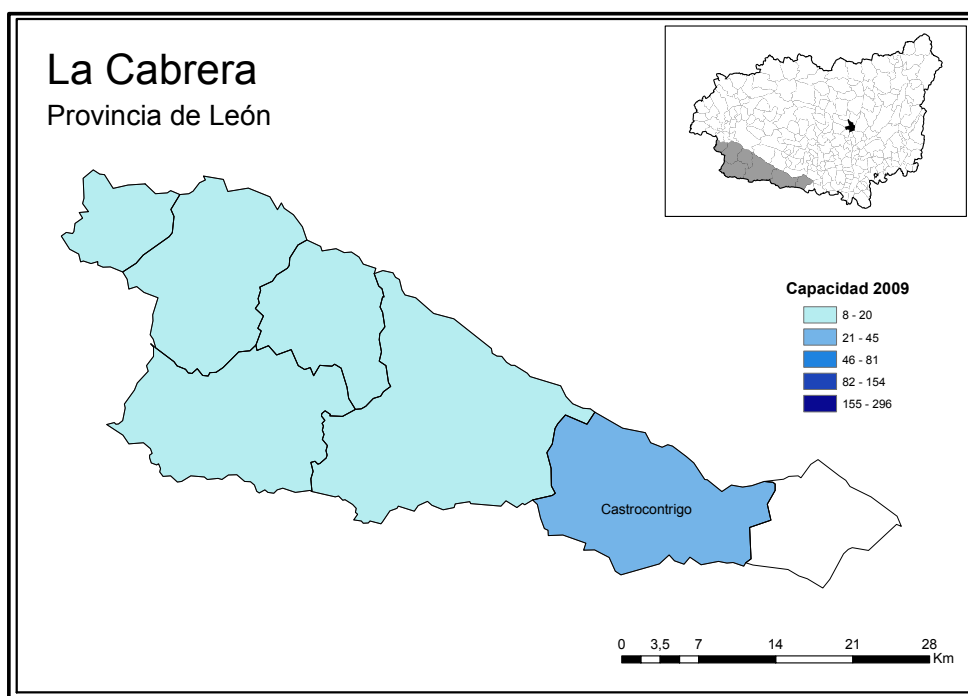 La Cabrera
Provincia de León
Capacidad 2009
8 - 20
21 - 45
46 - 81
82 - 154
155 - 296
Castrocontrigo
0 3,5 7 14 21 28
Km